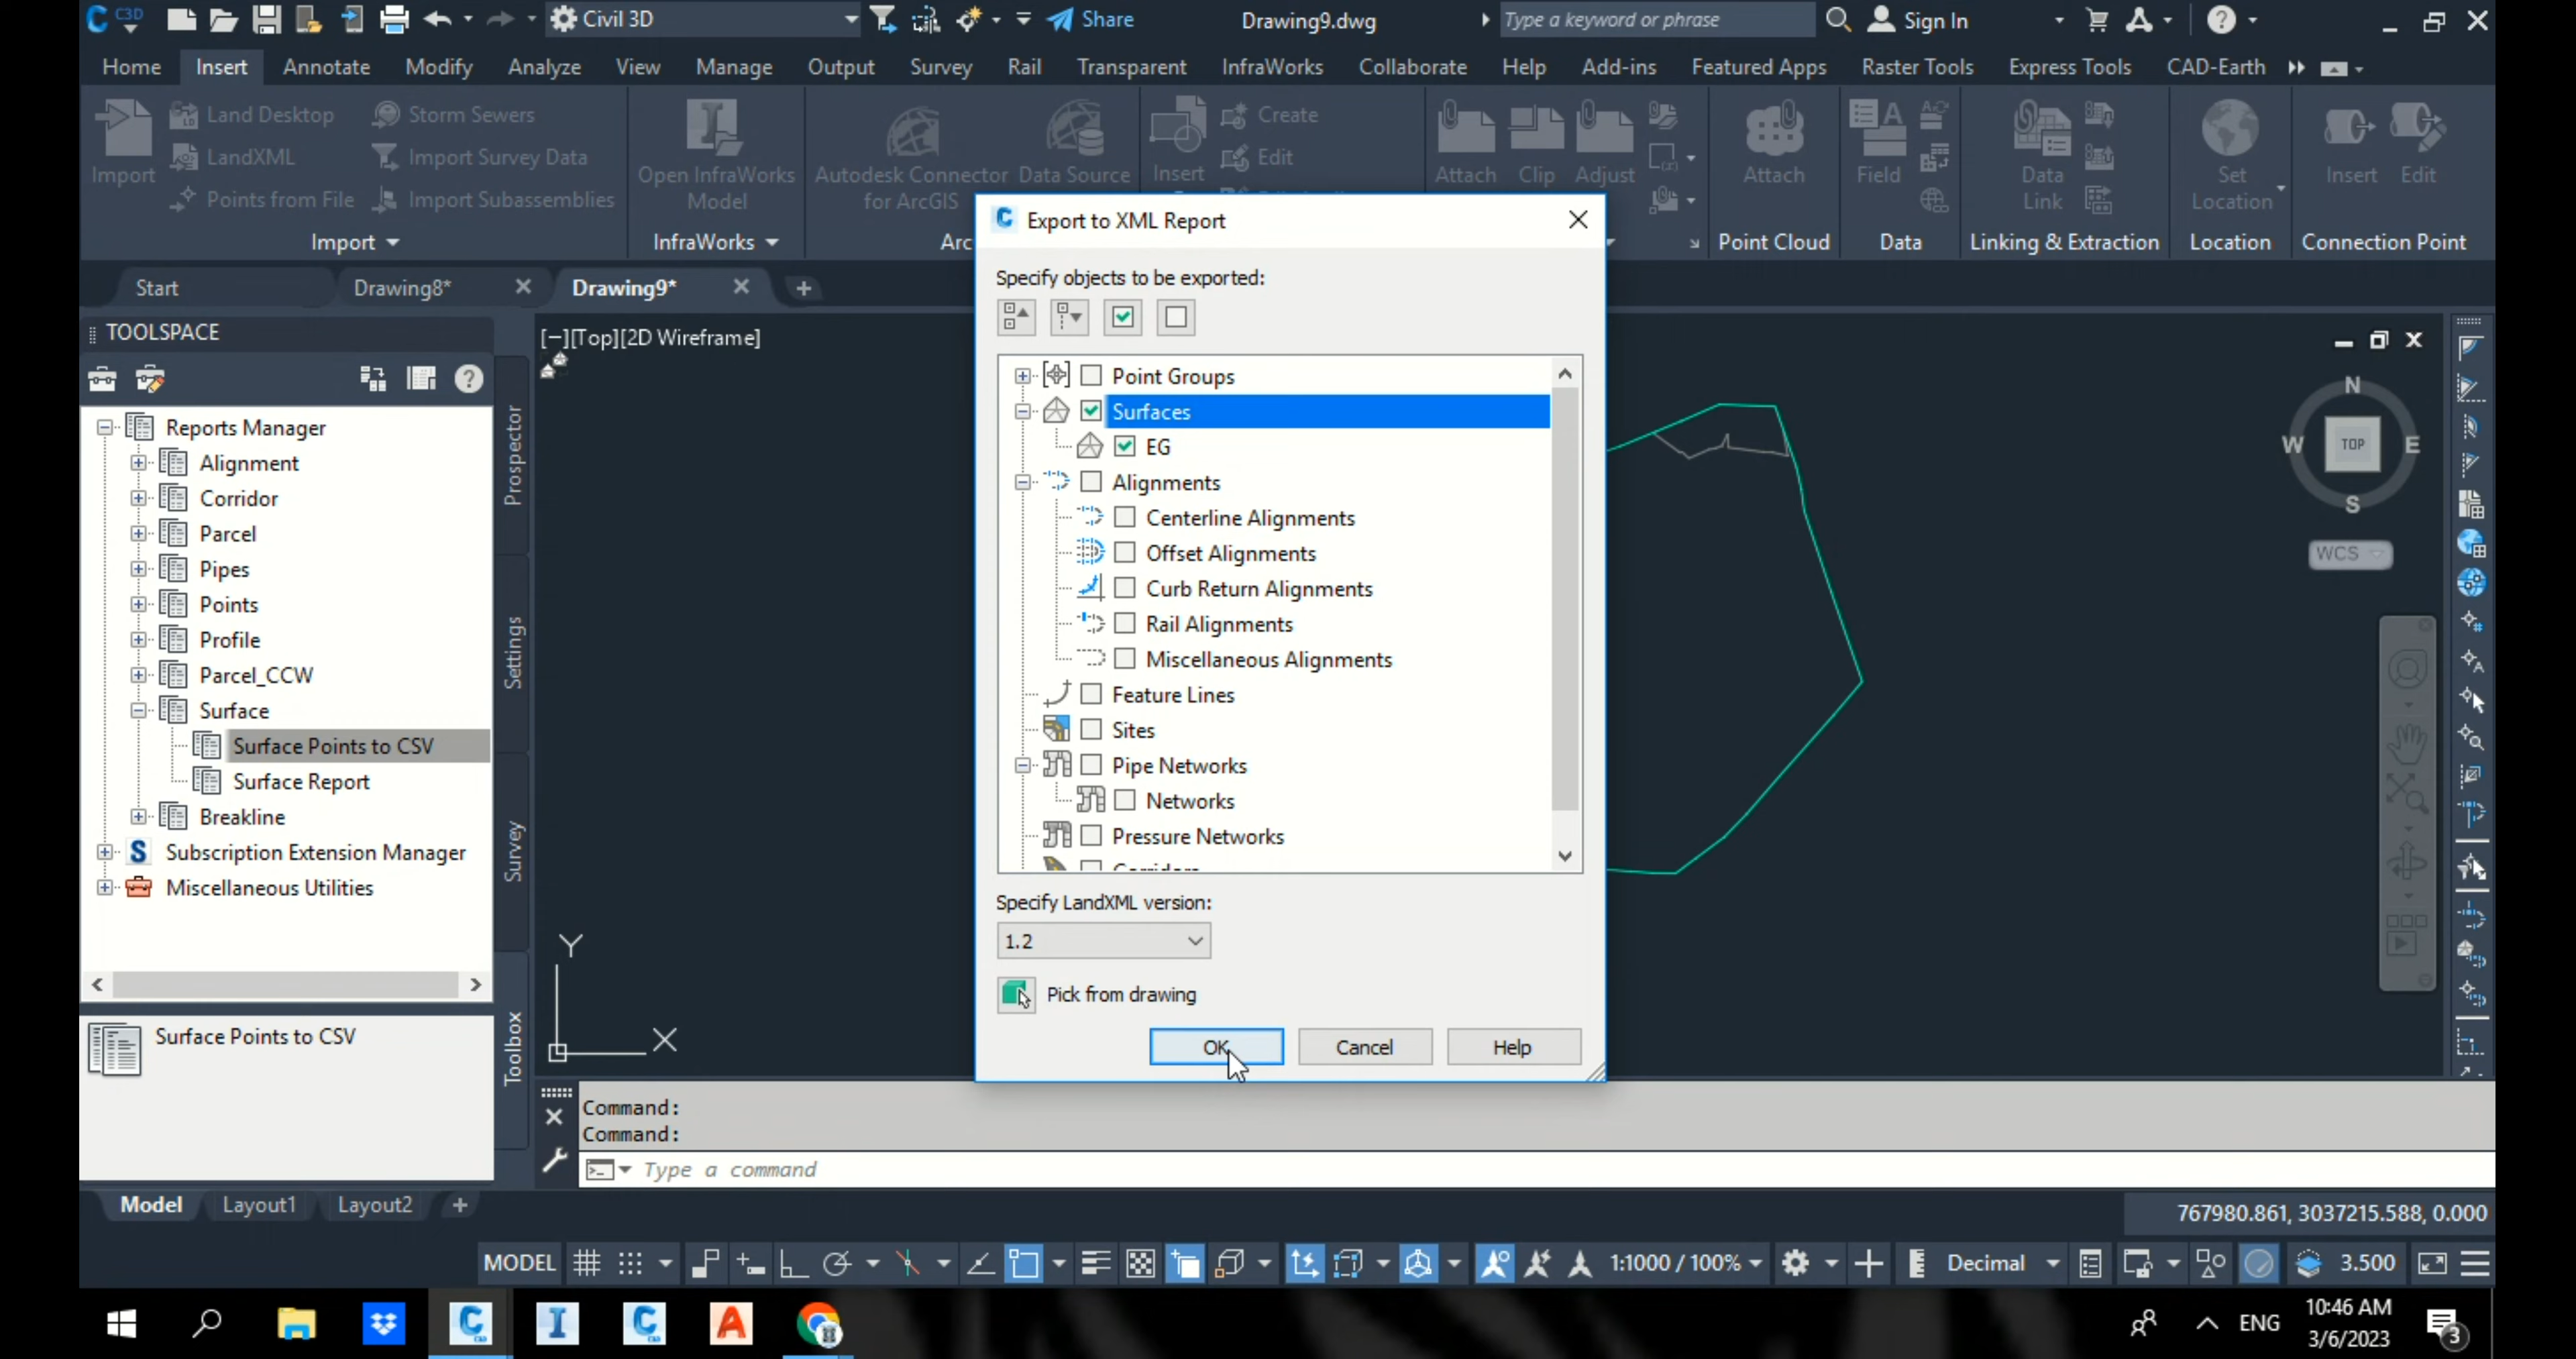 C3D
Civil 3D
Share
Drawing9.dwg
Type a keyword or phrase
Sign In
Home Insert Annotate Modify Analyze View Manage Output Survey Rail Transparent InfraWorks Collaborate Help Add-ins Featured Apps Raster Tools Express Tools CAD-Earth
Import
Land Desktop
LandXML
Points from File
Storm Sewers
Import Survey Data
Import Subassemblies
Open InfraWorks
Model
Autodesk Connector
for ArcGIS
Data Source
Insert
Create
Edit
Attach
Clip
Adjust
Attach
Field
Data
Link
Set
Location
Insert
Edit
Import
InfraWorks
Arc
Point Cloud
Data
Linking & Extraction
Location
Connection Point
Start
Drawing8*
Drawing9*
TOOLSPACE
Reports Manager
Alignment
Corridor
Parcel
Pipes
Points
Profile
Parcel_CCW
Surface
Surface Points to CSV
Surface Report
Breakline
Subscription Extension Manager
Miscellaneous Utilities
Surface Points to CSV
Prospector
Settings
Survey
Toolbox
[−][Top][2D Wireframe]
Export to XML Report
Specify objects to be exported:
Point Groups
Surfaces
EG
Alignments
Centerline Alignments
Offset Alignments
Curb Return Alignments
Rail Alignments
Miscellaneous Alignments
Feature Lines
Sites
Pipe Networks
Networks
Pressure Networks
Specify LandXML version:
1.2
Pick from drawing
OK
Cancel
Help
N
W
TOP
E
S
WCS
Y
X
Command:
Command:
Type a command
Model
Layout1
Layout2
767980.861, 3037215.588, 0.000
MODEL
1:1000 / 100%
Decimal
3.500
ENG
10:46 AM
3/6/2023
3